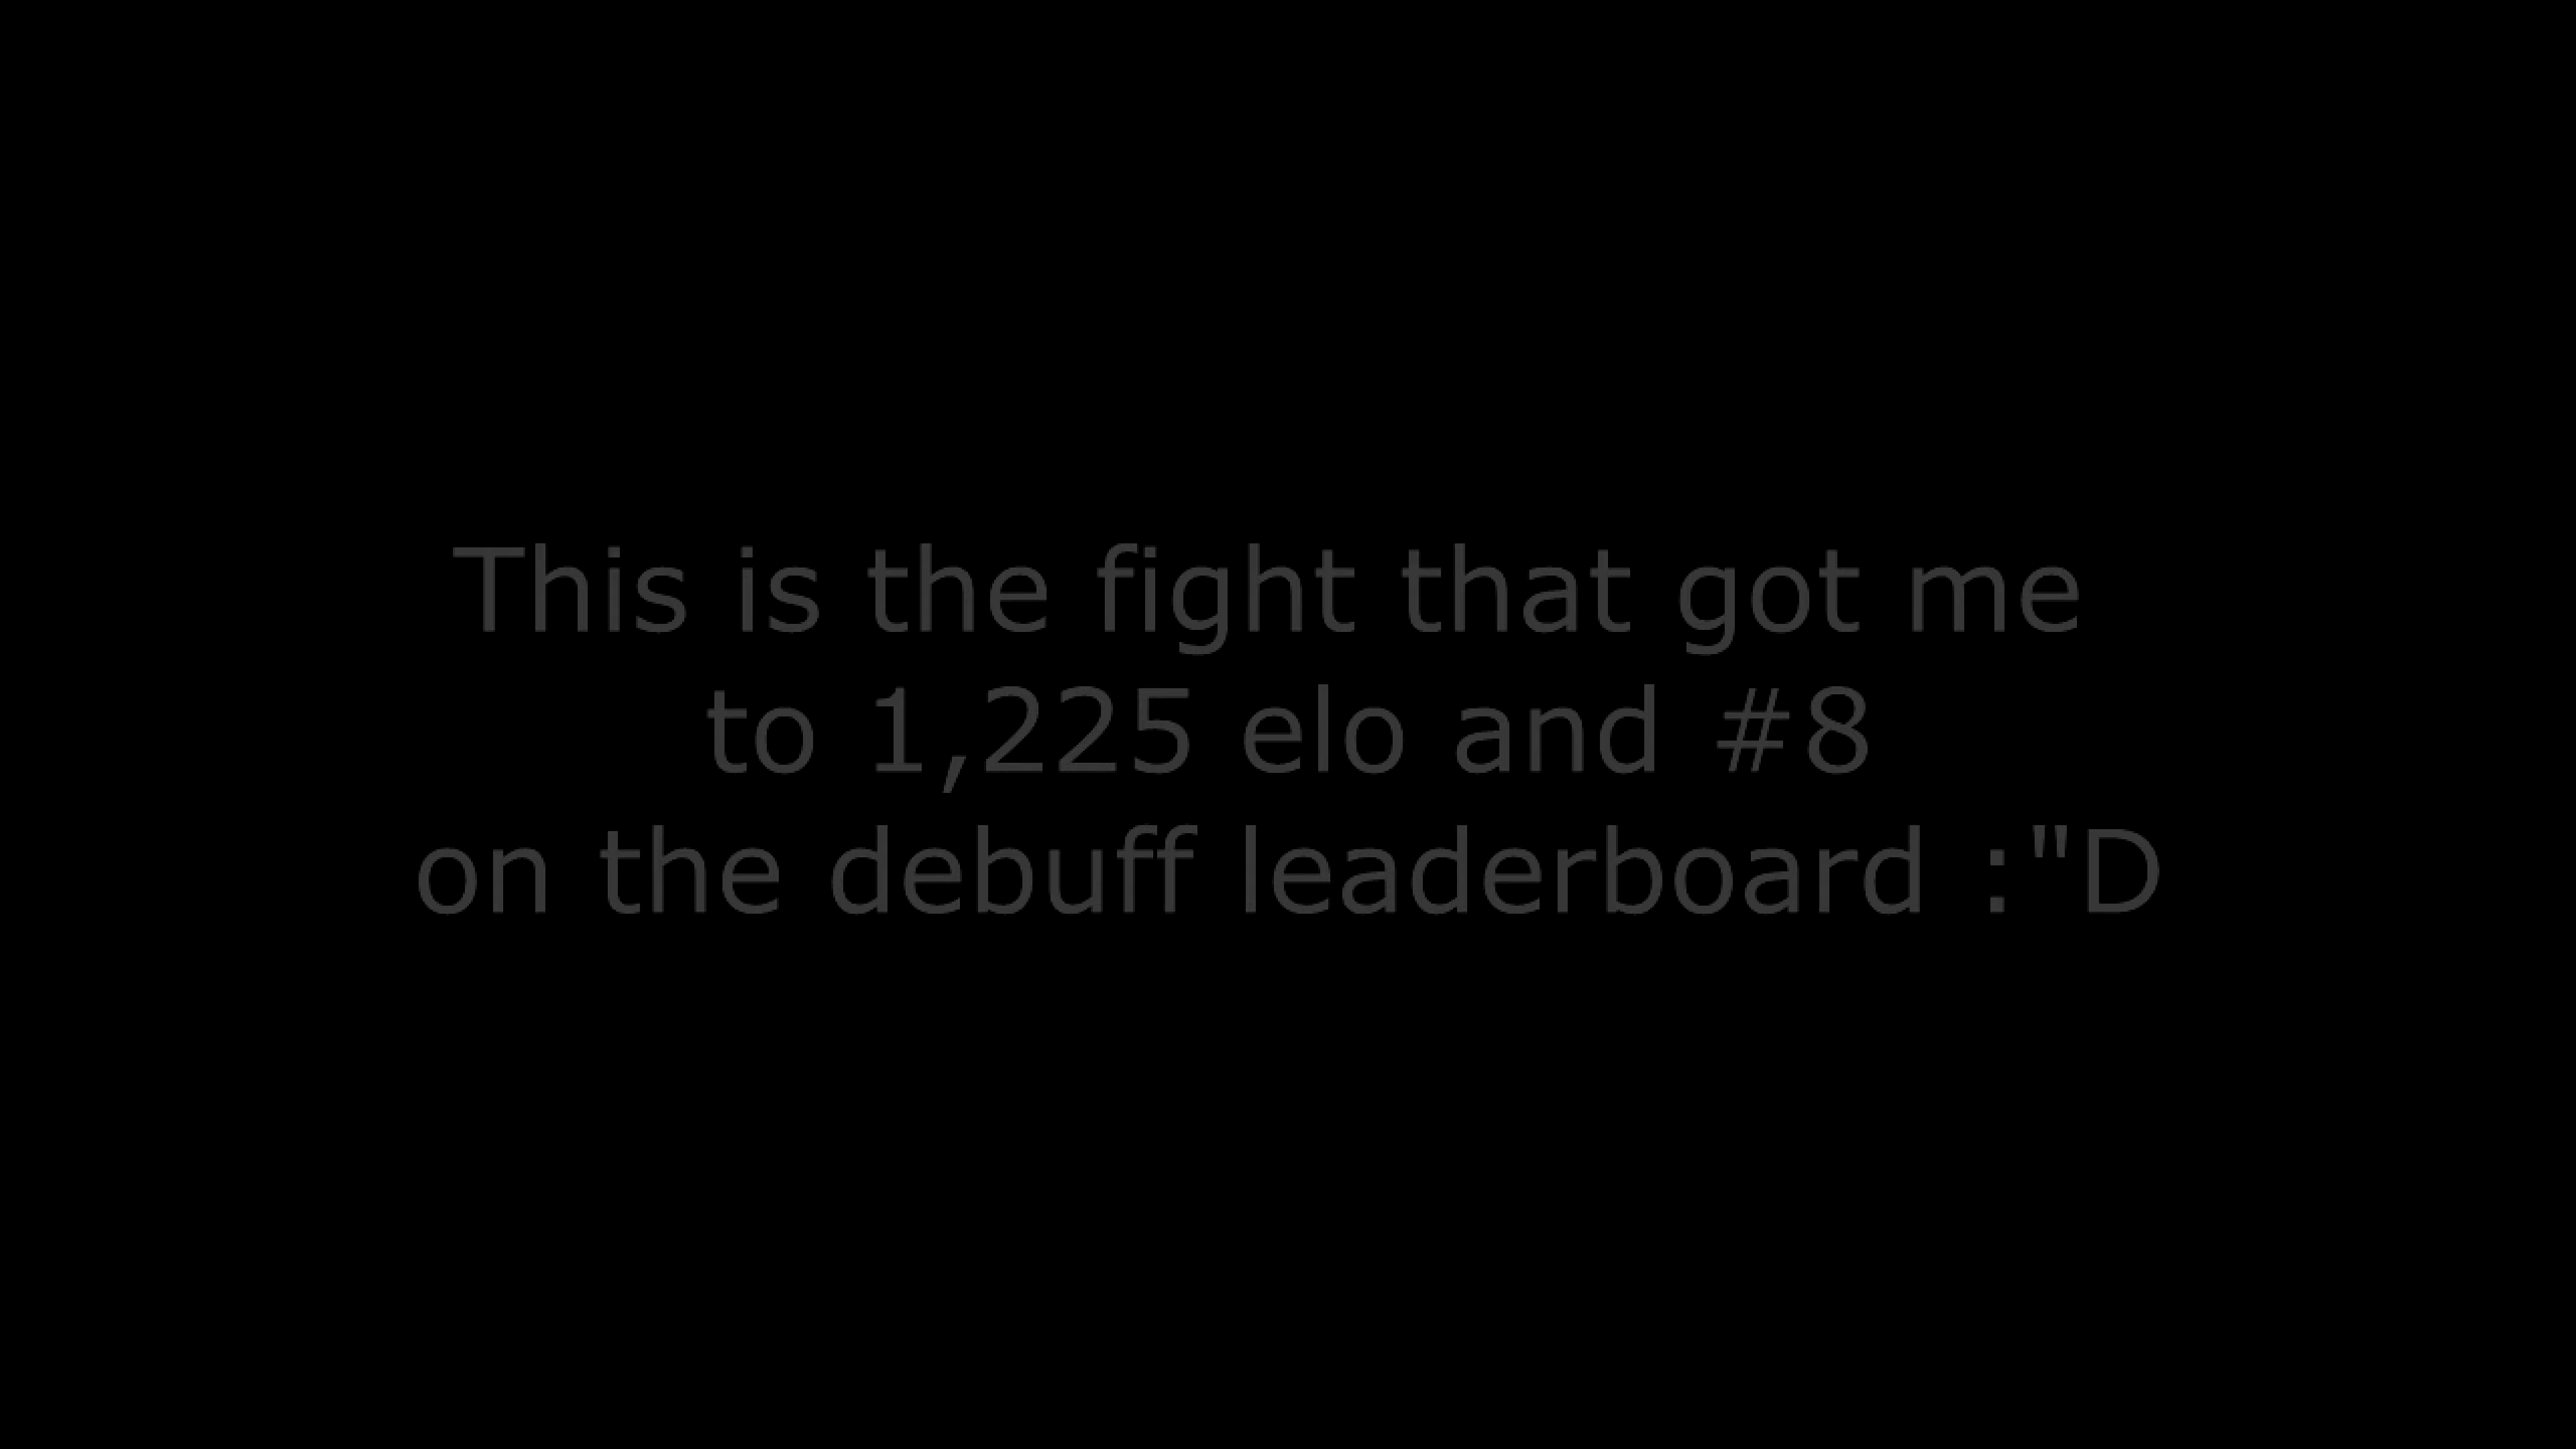 This is the fight that got me
to 1,225 elo and #8
on the debuff leaderboard :"D